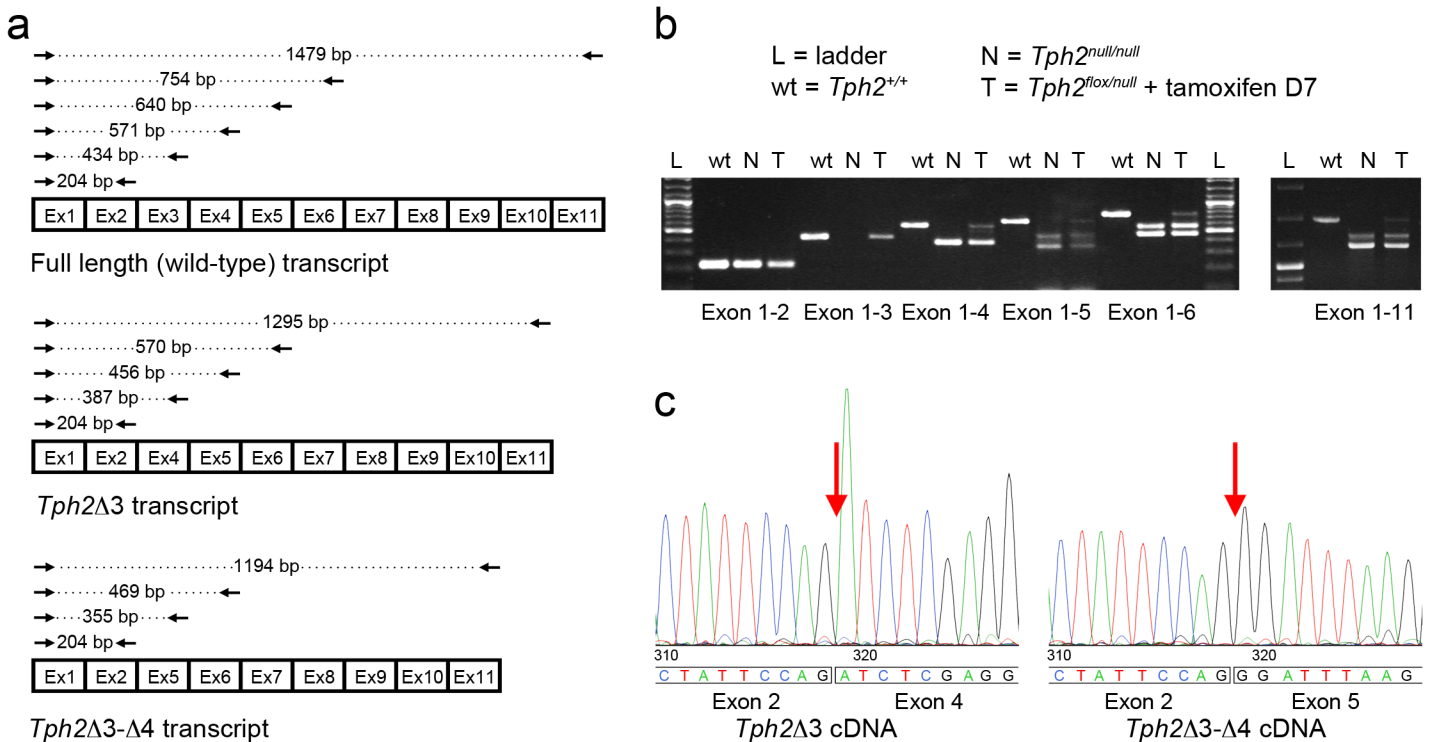 a
1479 bp
754 bp
640 bp
571 bp
434 bp
204 bp
Ex1 Ex2 Ex3 Ex4 Ex5 Ex6 Ex7 Ex8 Ex9 Ex10 Ex11
Full length (wild-type) transcript
1295 bp
570 bp
456 bp
387 bp
204 bp
Ex1 Ex2 Ex4 Ex5 Ex6 Ex7 Ex8 Ex9 Ex10 Ex11
Tph2Δ3 transcript
1194 bp
469 bp
355 bp
204 bp
Ex1 Ex2 Ex5 Ex6 Ex7 Ex8 Ex9 Ex10 Ex11
Tph2Δ3-Δ4 transcript
b
L = ladder
wt = Tph2+/+
N = Tph2null/null
T = Tph2flox/null + tamoxifen D7
L wt N T wt N T wt N T wt N T wt N T L
L wt N T
Exon 1-2 Exon 1-3 Exon 1-4 Exon 1-5 Exon 1-6
Exon 1-11
c
310 320
C T A T T C C A G A T C T C G A G G
Exon 2 Exon 4
Tph2Δ3 cDNA
310 320
C T A T T C C A G G G A T T T A A G
Exon 2 Exon 5
Tph2Δ3-Δ4 cDNA